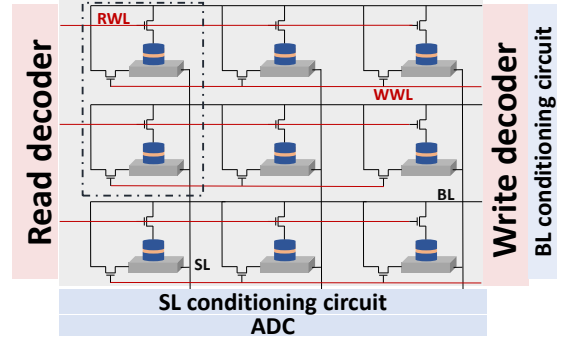 RWL
WWL
BL
SL
Read decoder
Write decoder
BL conditioning circuit
SL conditioning circuit
ADC